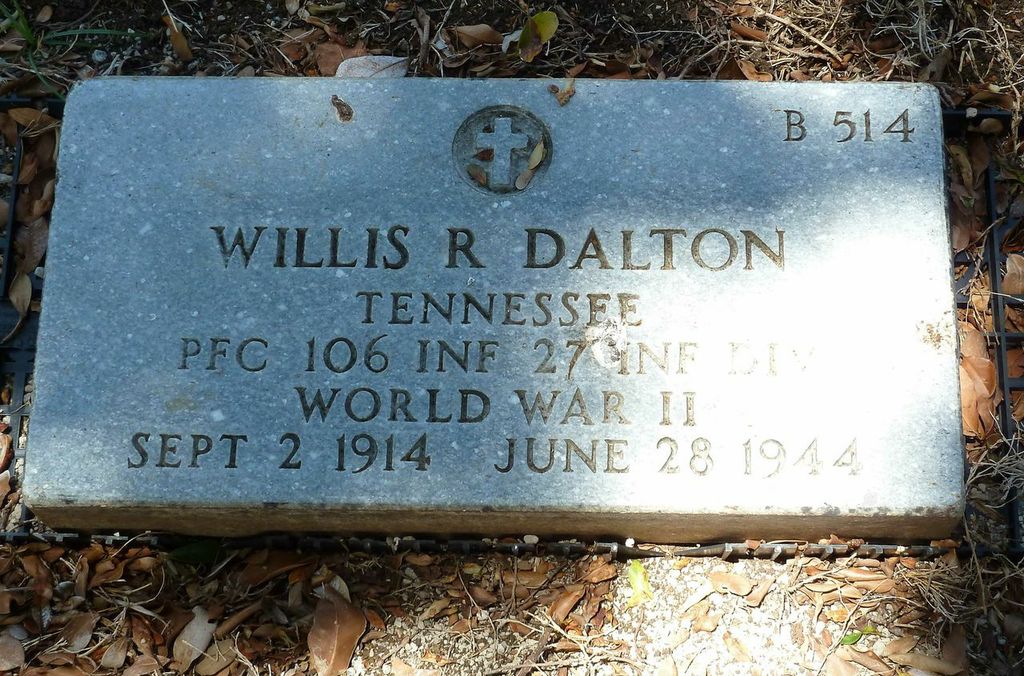 B 514
WILLIS R DALTON
TENNESSEE
PFC 106 INF 27 INF DIV
WORLD WAR II
SEPT 2 1914 JUNE 28 1944